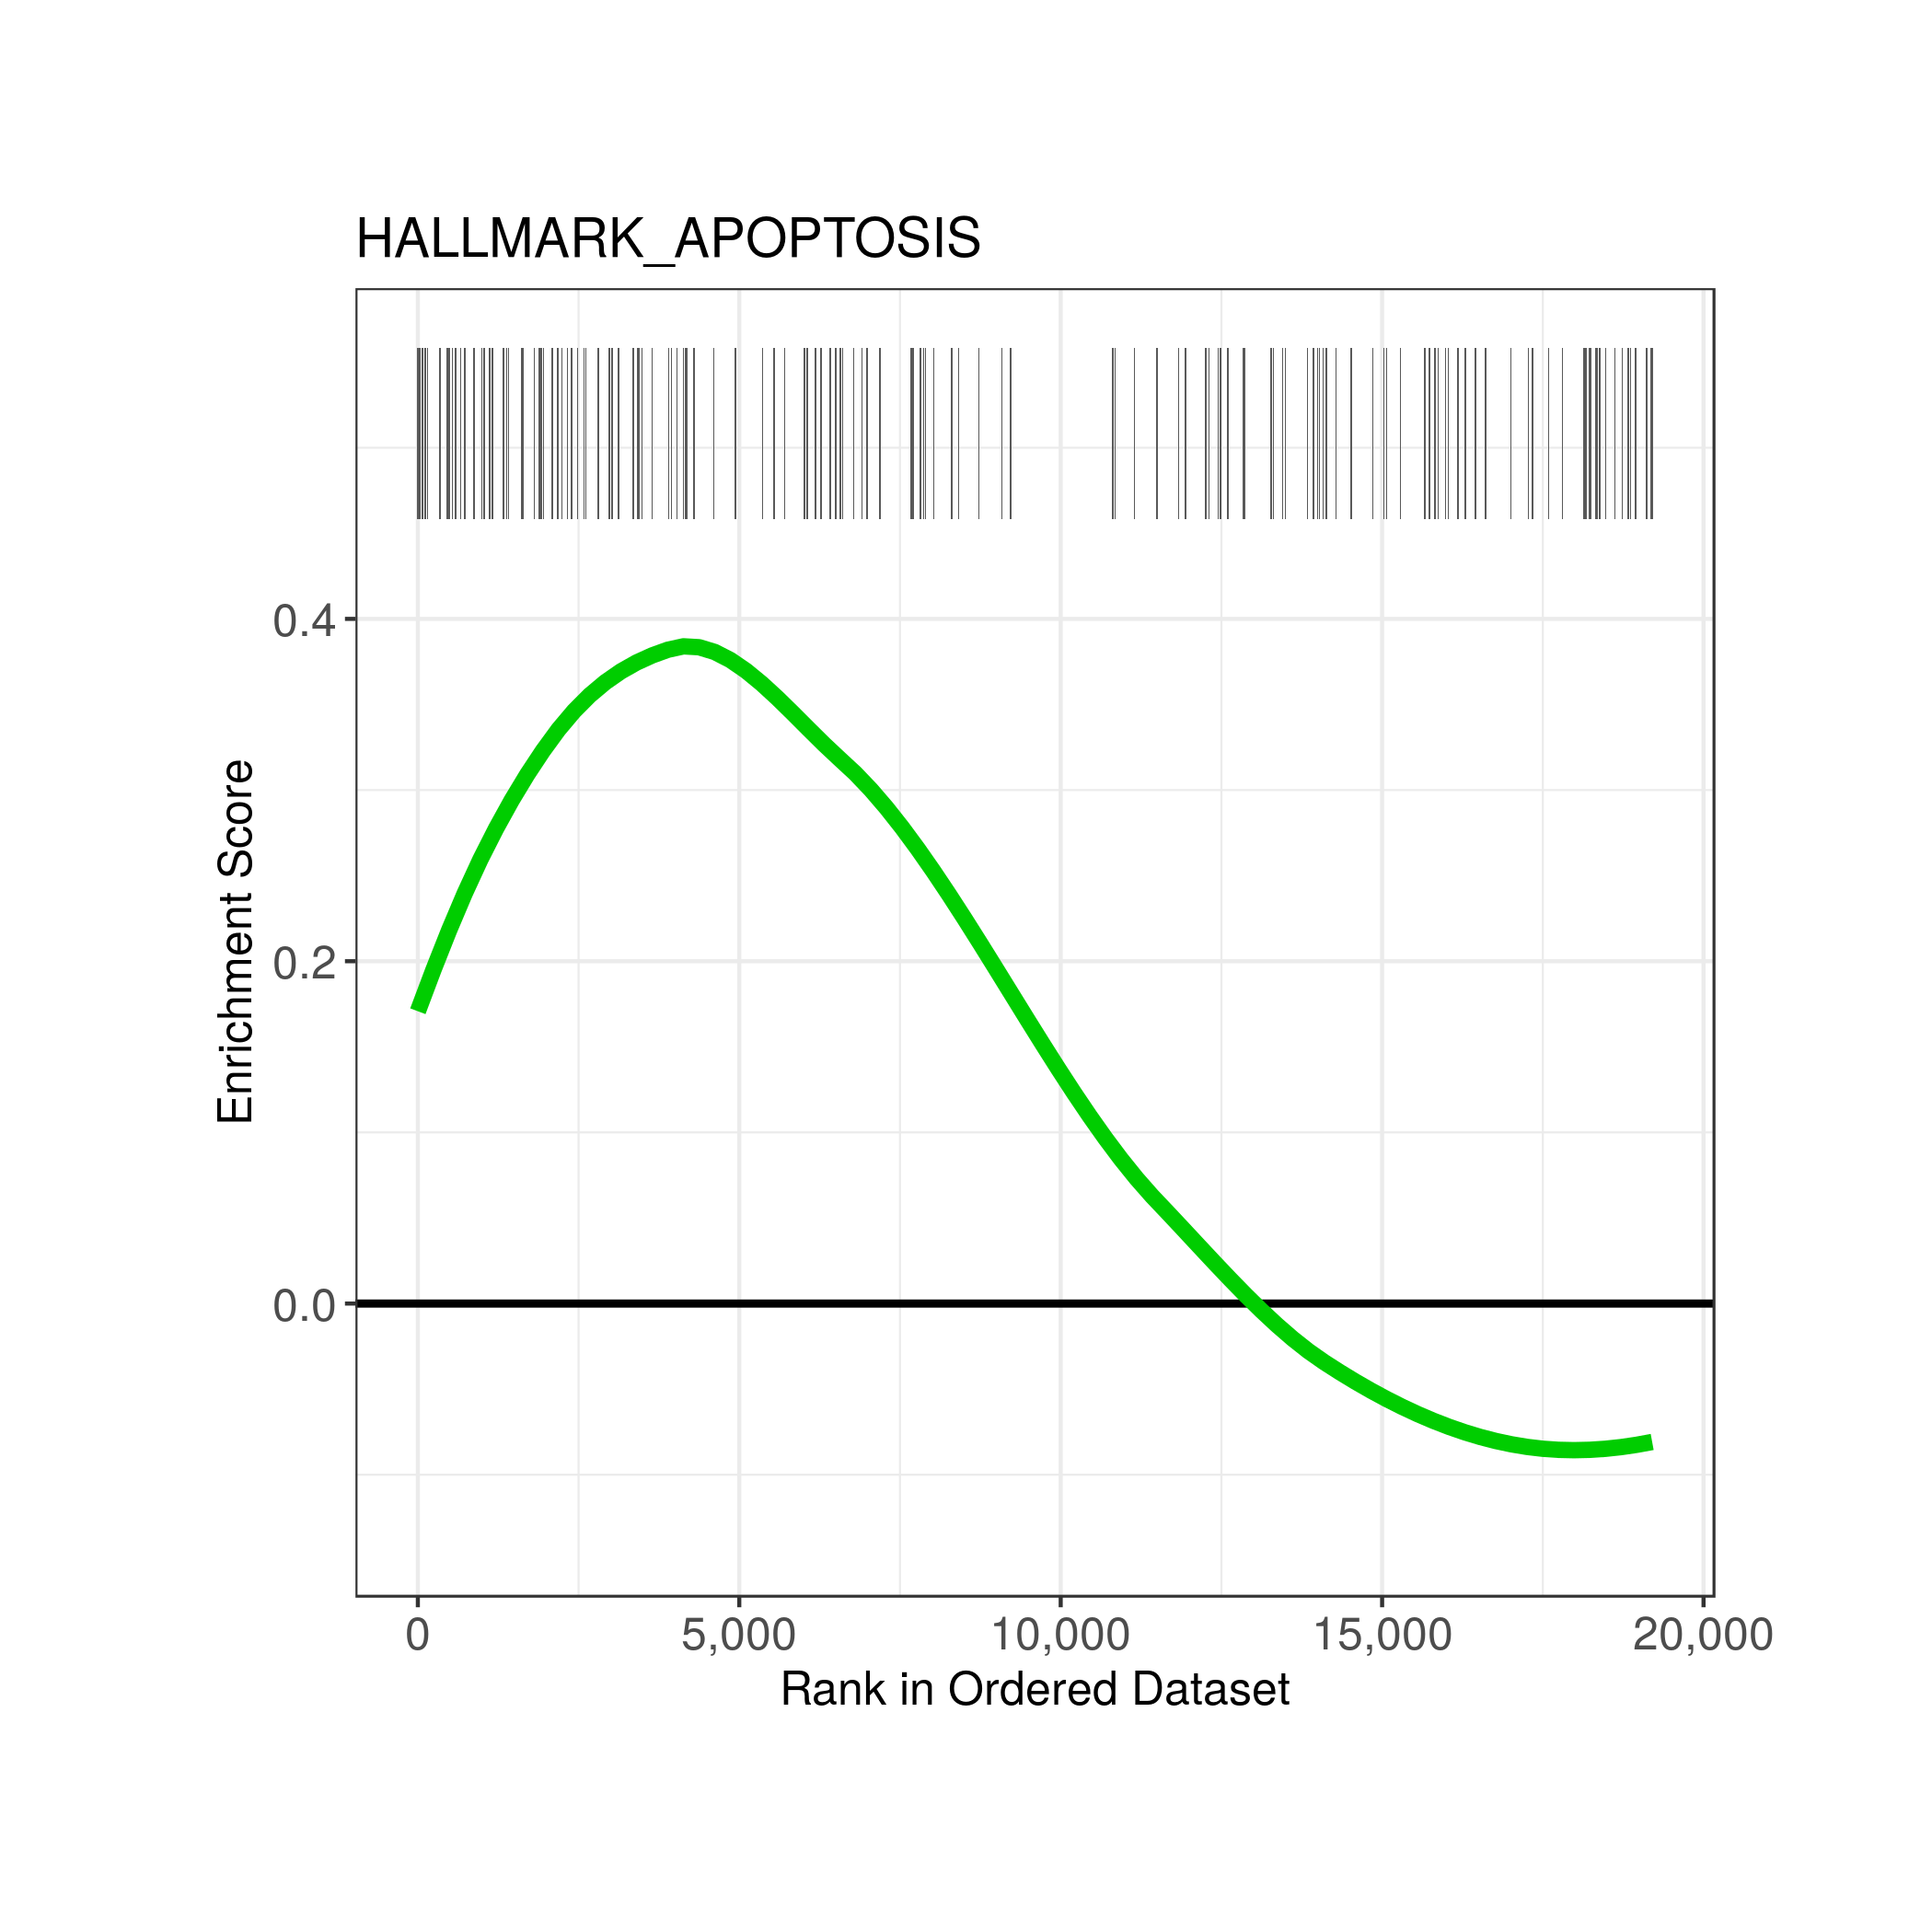 HALLMARK_APOPTOSIS
0.4
0.2
0.0
Enrichment Score
0 5,000 10,000 15,000 20,000
Rank in Ordered Dataset